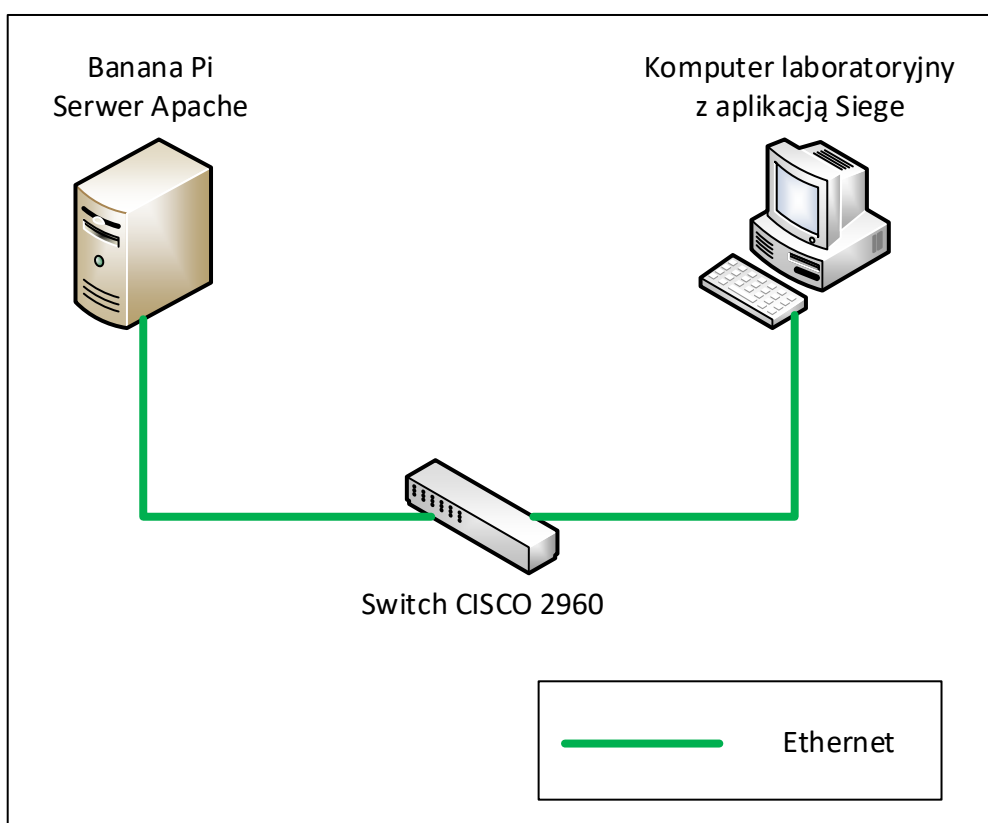 Banana Pi
Serwer Apache
Komputer laboratoryjny
z aplikacją Siege
Switch CISCO 2960
Ethernet